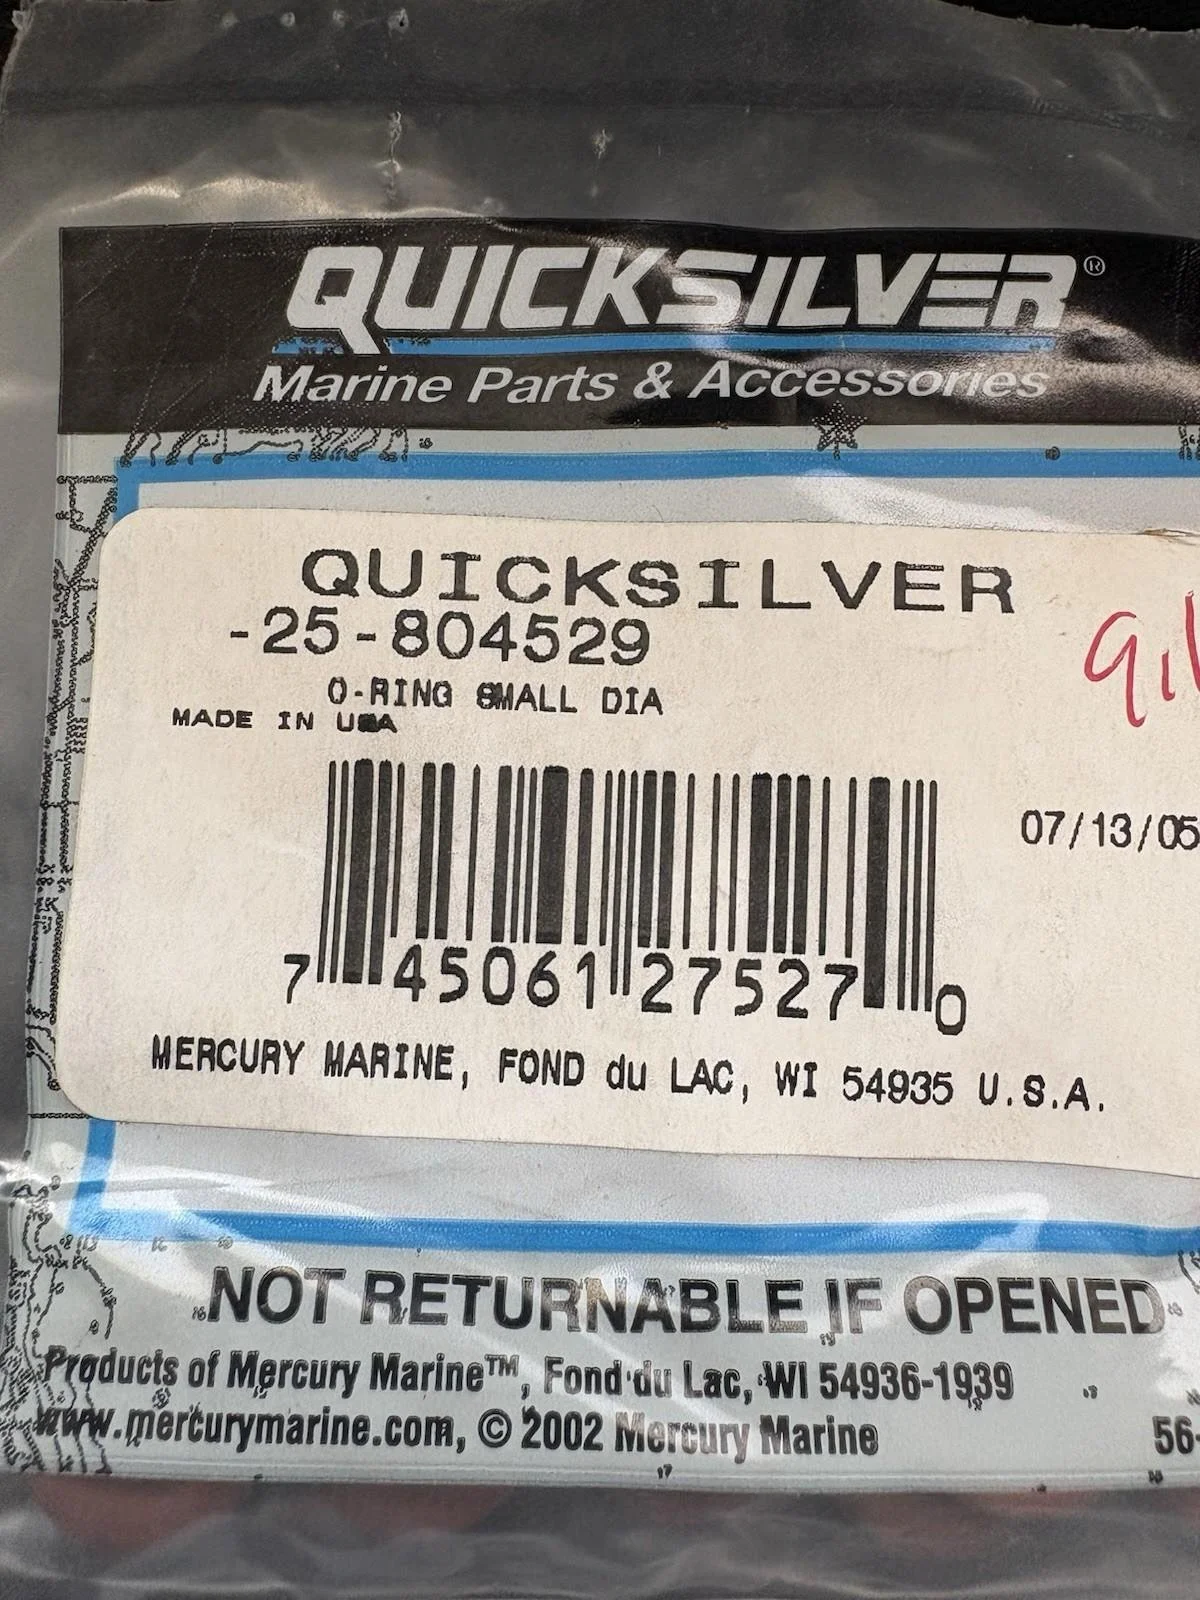 QUICKSILVER®
Marine Parts & Accessories
QUICKSILVER
-25-804529
O-RING SMALL DIA
MADE IN USA
07/13/05
7 45061 27527 0
MERCURY MARINE, FOND du LAC, WI 54935 U.S.A.
NOT RETURNABLE IF OPENED
Products of Mercury Marine™, Fond du Lac, WI 54936-1939
www.mercurymarine.com, © 2002 Mercury Marine
56-